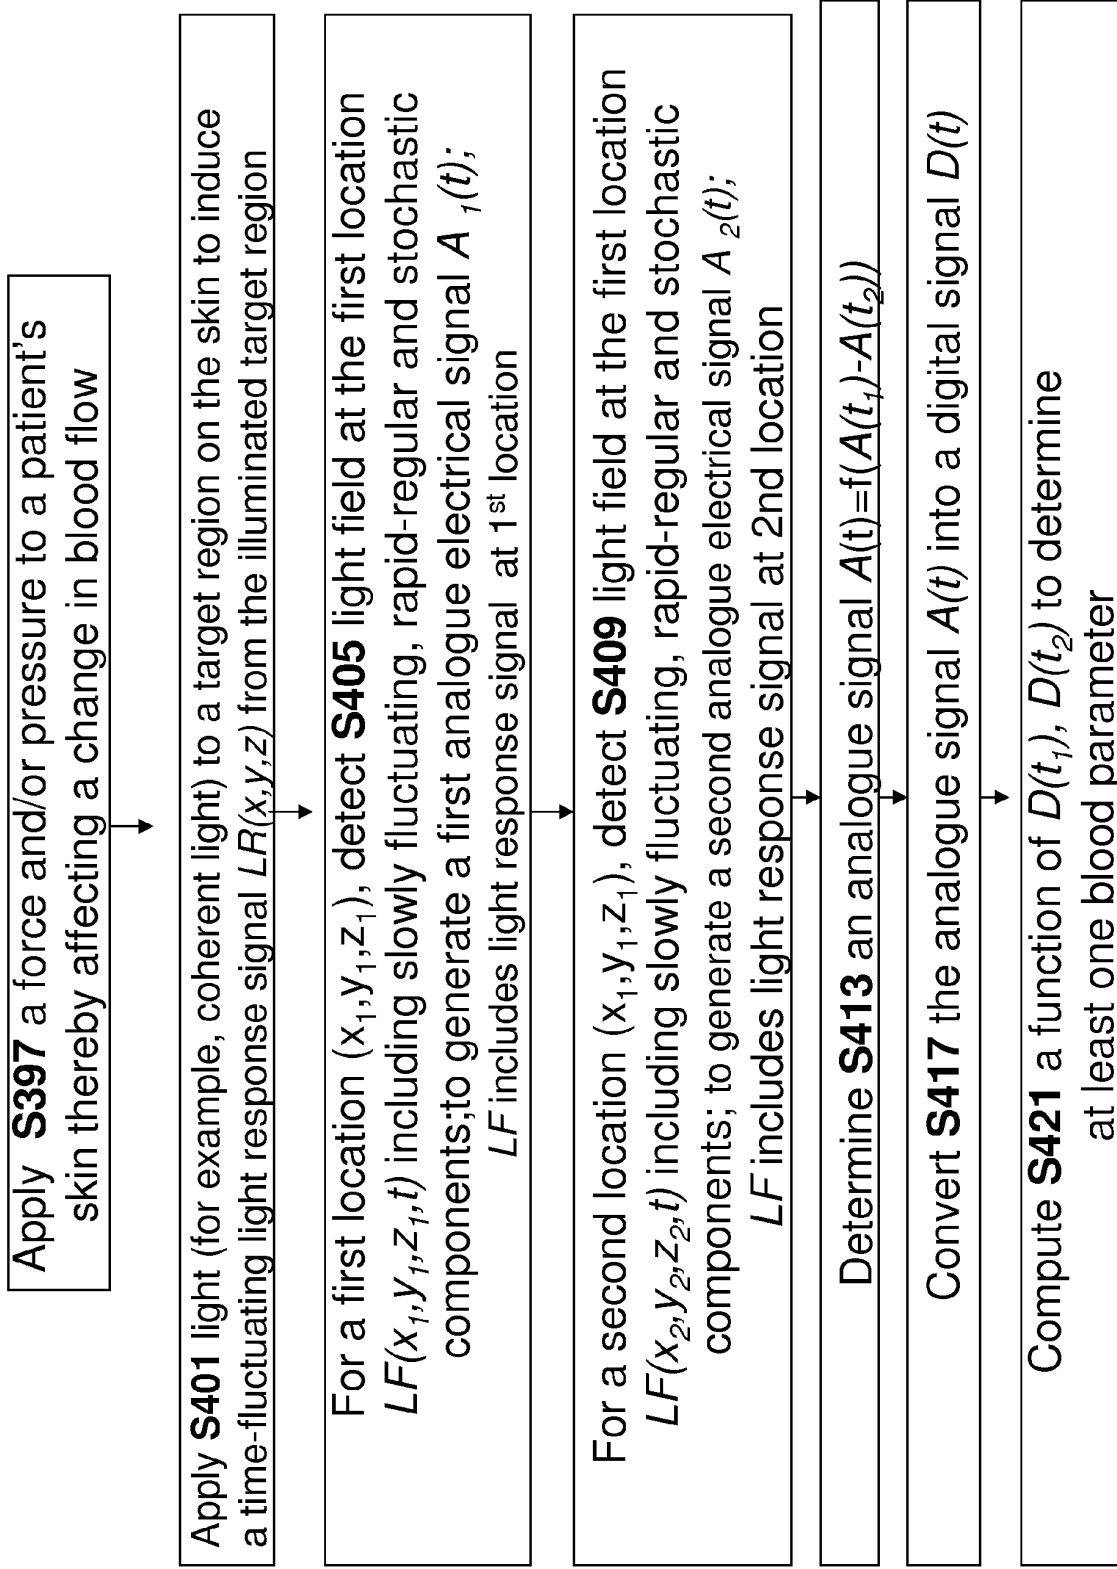 Apply S397 a force and/or pressure to a patient's
skin thereby affecting a change in blood flow
Apply S401 light (for example, coherent light) to a target region on the skin to induce
a time-fluctuating light response signal LR(x,y,z) from the illuminated target region
For a first location (x₁,y₁,z₁), detect S405 light field at the first location
LF(x₁,y₁,z₁,t) including slowly fluctuating, rapid-regular and stochastic
components;to generate a first analogue electrical signal A ₁(t);
LF includes light response signal at 1ˢᵗ location
For a second location (x₁,y₁,z₁), detect S409 light field at the first location
LF(x₂,y₂,z₂,t) including slowly fluctuating, rapid-regular and stochastic
components; to generate a second analogue electrical signal A ₂(t);
LF includes light response signal at 2nd location
Determine S413 an analogue signal A(t)=f(A(t₁)-A(t₂))
Convert S417 the analogue signal A(t) into a digital signal D(t)
Compute S421 a function of D(t₁), D(t₂) to determine
at least one blood parameter